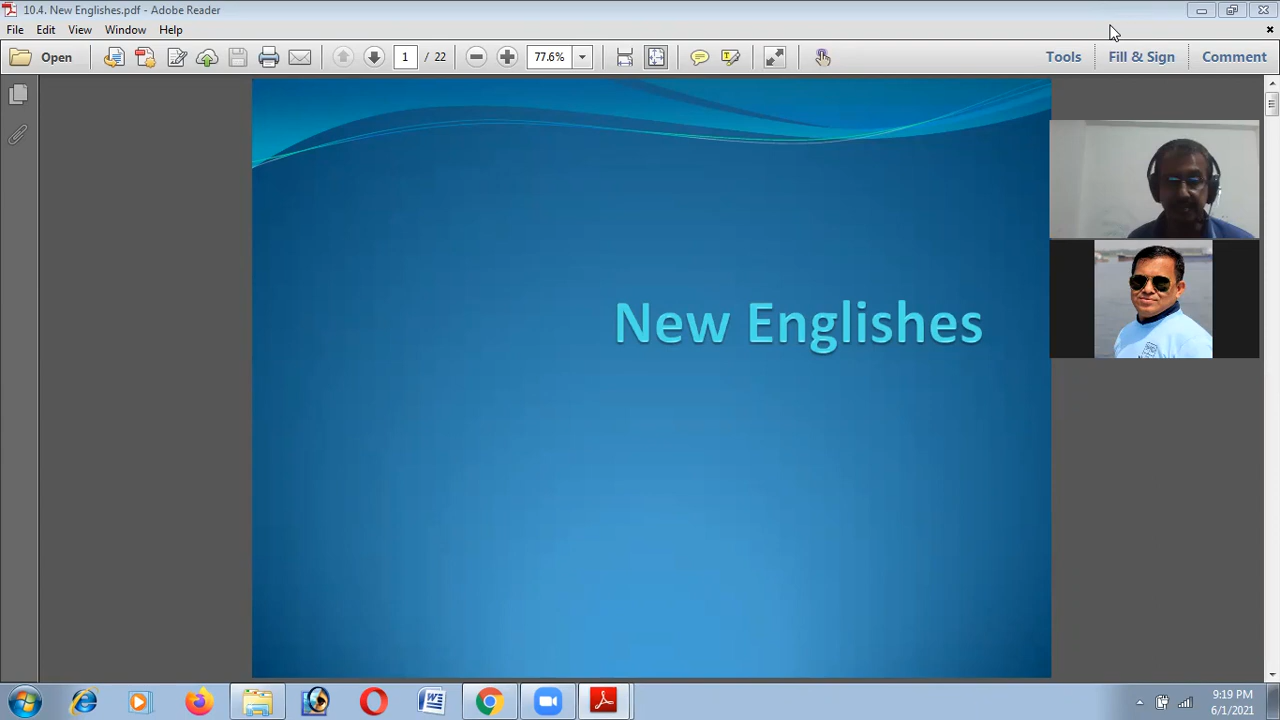 10.4. New Englishes.pdf - Adobe Reader
File Edit View Window Help
Open 1 / 22 77.6% Tools Fill & Sign Comment
New Englishes
9:19 PM
6/1/2021